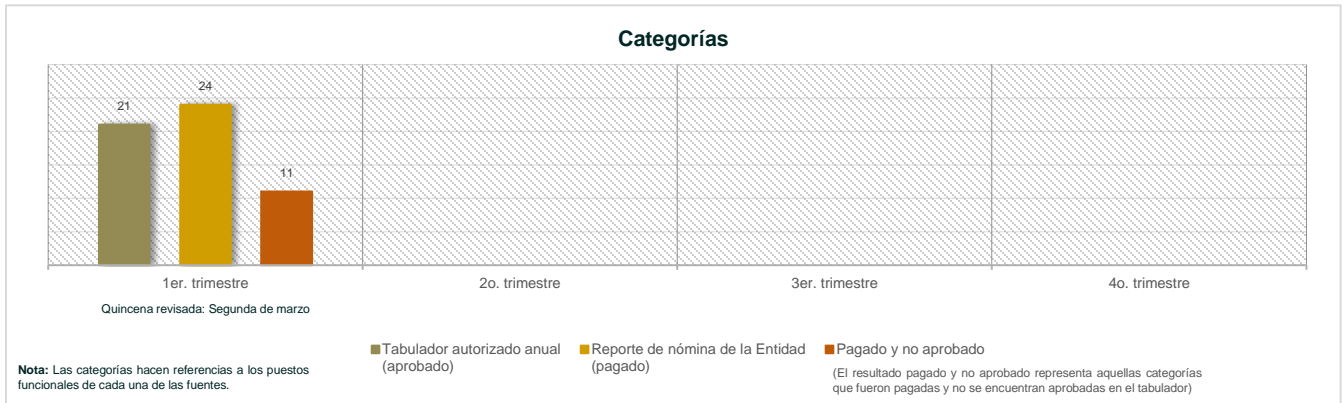 Categorías
24
21
11
1er. trimestre
2o. trimestre
3er. trimestre
4o. trimestre
Quincena revisada: Segunda de marzo
Tabulador autorizado anual
(aprobado)
Reporte de nómina de la Entidad
(pagado)
Pagado y no aprobado
(El resultado pagado y no aprobado representa aquellas categorías
que fueron pagadas y no se encuentran aprobadas en el tabulador)
Nota: Las categorías hacen referencias a los puestos
funcionales de cada una de las fuentes.